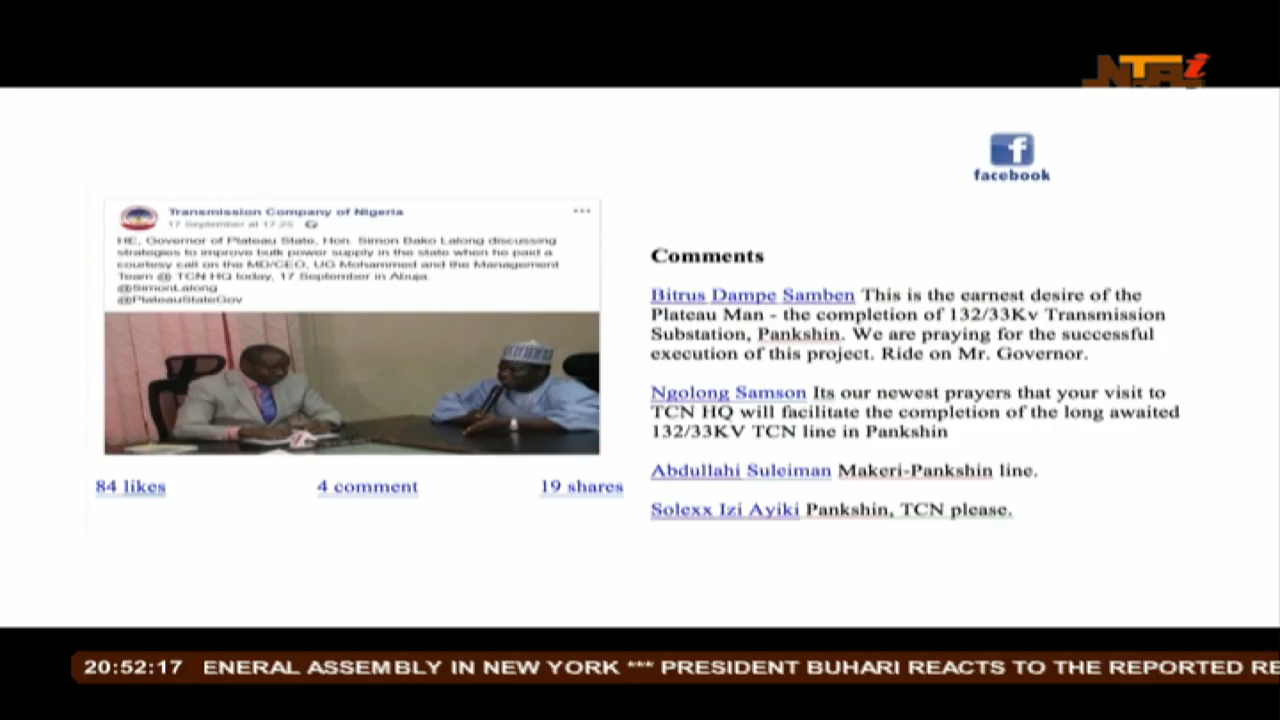 NTAi
facebook
Transmission Company of Nigeria
17 September at 17:25
HE, Governor of Plateau State, Hon. Simon Bako Lalong discussing
strategies to improve bulk power supply in the state when he paid a
courtesy call on the MD/CEO, UG Mohammed and the Management
Team @ TCN HQ today, 17 September in Abuja.
@SimonLalong
@PlateauStateGov
84 likes 4 comment 19 shares
Comments
Bitrus Dampe Samben This is the earnest desire of the
Plateau Man - the completion of 132/33Kv Transmission
Substation, Pankshin. We are praying for the successful
execution of this project. Ride on Mr. Governor.
Ngolong Samson Its our newest prayers that your visit to
TCN HQ will facilitate the completion of the long awaited
132/33KV TCN line in Pankshin
Abdullahi Suleiman Makeri-Pankshin line.
Solexx Izi Ayiki Pankshin, TCN please.
20:52:17 ENERAL ASSEMBLY IN NEW YORK *** PRESIDENT BUHARI REACTS TO THE REPORTED RE